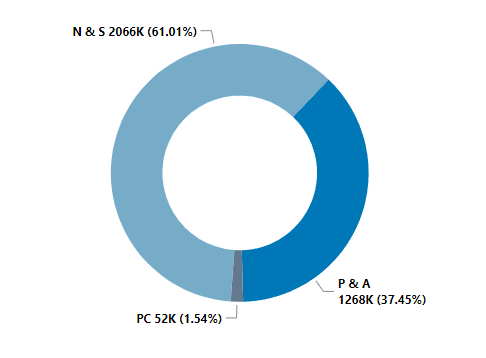 N & S 2066K (61.01%)
P & A
1268K (37.45%)
PC 52K (1.54%)